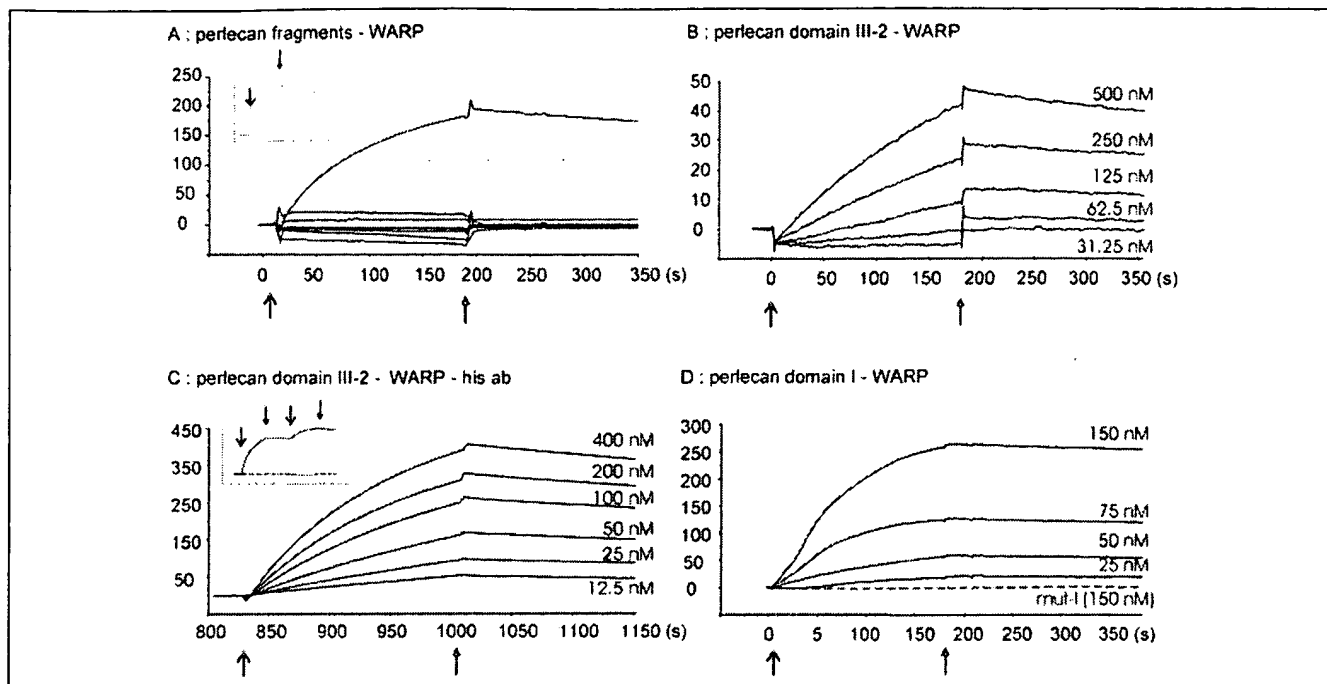 A : perlecan fragments - WARP
250
200
150
100
50
0
0 50 100 150 200 250 300 350 (s)
B : perlecan domain III-2 - WARP
50
40
30
20
10
0
500 nM
250 nM
125 nM
62.5 nM
31.25 nM
0 50 100 150 200 250 300 350 (s)
C : perlecan domain III-2 - WARP - his ab
450
350
250
150
50
400 nM
200 nM
100 nM
50 nM
25 nM
12.5 nM
800 850 900 950 1000 1050 1100 1150 (s)
D : perlecan domain I - WARP
300
250
200
150
100
50
0
150 nM
75 nM
50 nM
25 nM
mut-I (150 nM)
0 5 100 150 200 250 300 350 (s)